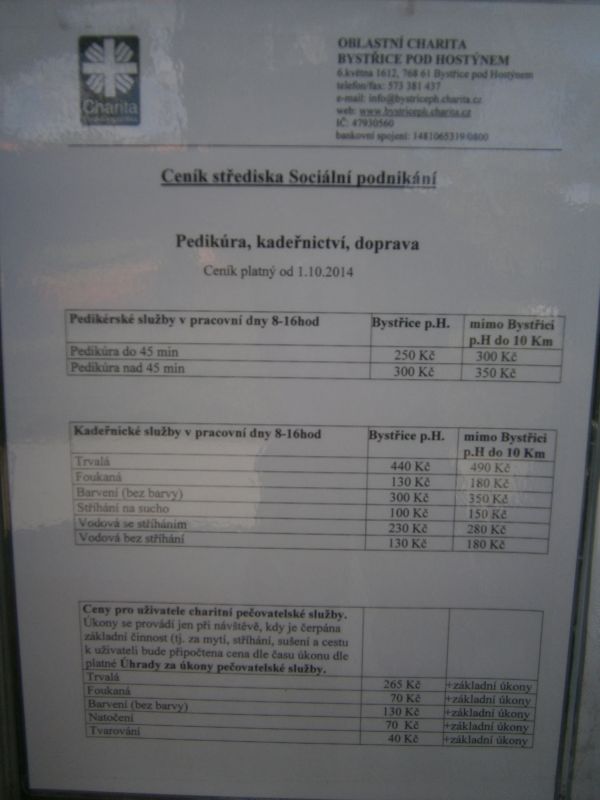 Charita
OBLASTNÍ CHARITA
BYSTŘICE POD HOSTÝNEM
6.května 1612, 768 61 Bystřice pod Hostýnem
telefon/fax: 573 381 437
e-mail: info@bystriceph.charita.cz
web: www.bystriceph.charita.cz
IČ: 47930560
bankovní spojení: 1481065319/0800
Ceník střediska Sociální podnikání
Pedikúra, kadeřnictví, doprava
Ceník platný od 1.10.2014
Pedikérské služby v pracovní dny 8-16hod Bystřice p.H. mimo Bystřici
p.H do 10 Km
Pedikúra do 45 min 250 Kč 300 Kč
Pedikúra nad 45 min 300 Kč 350 Kč
Kadeřnické služby v pracovní dny 8-16hod Bystřice p.H. mimo Bystřici
p.H do 10 Km
Trvalá 440 Kč 490 Kč
Foukaná 130 Kč 180 Kč
Barvení (bez barvy) 300 Kč 350 Kč
Stříhání na sucho 100 Kč 150 Kč
Vodová se stříháním 230 Kč 280 Kč
Vodová bez stříhání 130 Kč 180 Kč
Ceny pro uživatele charitní pečovatelské služby.
Úkony se provádí jen při návštěvě, kdy je čerpána
základní činnost (tj. za mytí, stříhání, sušení a cestu
k uživateli bude připočtena cena dle času úkonu dle
platné Úhrady za úkony pečovatelské služby.
Trvalá 265 Kč +základní úkony
Foukaná 70 Kč +základní úkony
Barvení (bez barvy) 130 Kč +základní úkony
Natočení 70 Kč +základní úkony
Tvarování 40 Kč +základní úkony